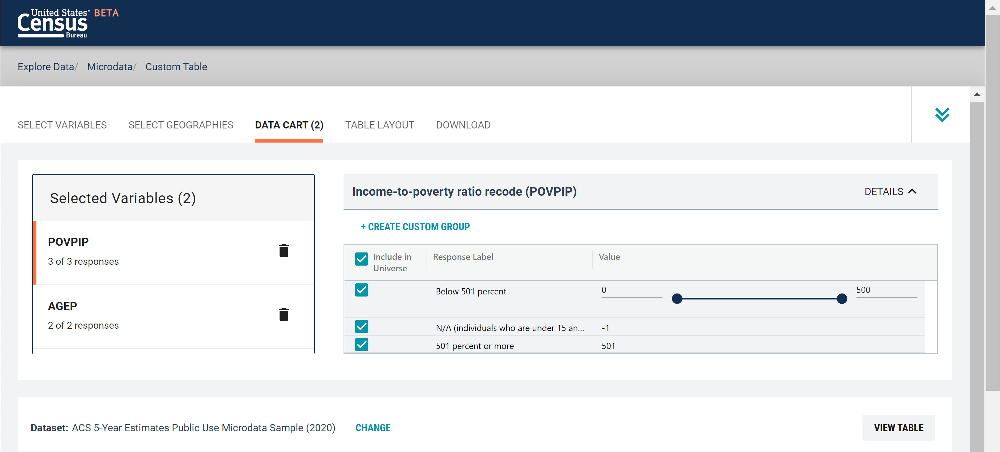 United States™ BETA
Census
Bureau
Explore Data/ Microdata/ Custom Table
SELECT VARIABLES SELECT GEOGRAPHIES DATA CART (2) TABLE LAYOUT DOWNLOAD
Selected Variables (2)
POVPIP
3 of 3 responses
AGEP
2 of 2 responses
Income-to-poverty ratio recode (POVPIP) DETAILS
+ CREATE CUSTOM GROUP
Include in Universe Response Label Value
Below 501 percent 0 500
N/A (individuals who are under 15 an... -1
501 percent or more 501
Dataset: ACS 5-Year Estimates Public Use Microdata Sample (2020) CHANGE VIEW TABLE